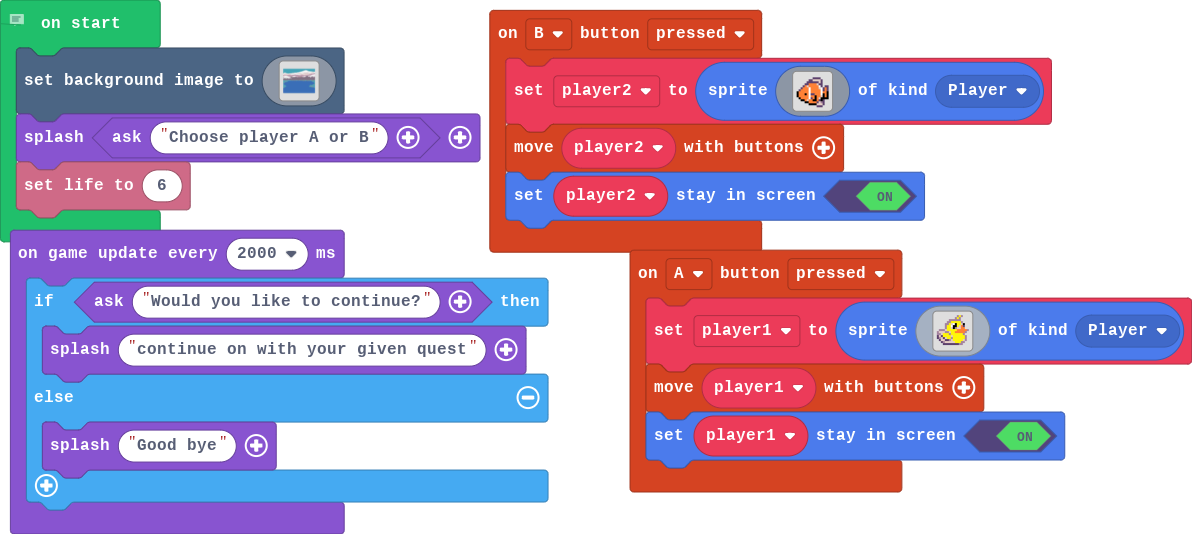 on start
set background image to
splash ask "Choose player A or B"
set life to 6
on game update every 2000 ms
if ask "Would you like to continue?" then
splash "continue on with your given quest"
else
splash "Good bye"
on B button pressed
set player2 to sprite of kind Player
move player2 with buttons
set player2 stay in screen ON
on A button pressed
set player1 to sprite of kind Player
move player1 with buttons
set player1 stay in screen ON